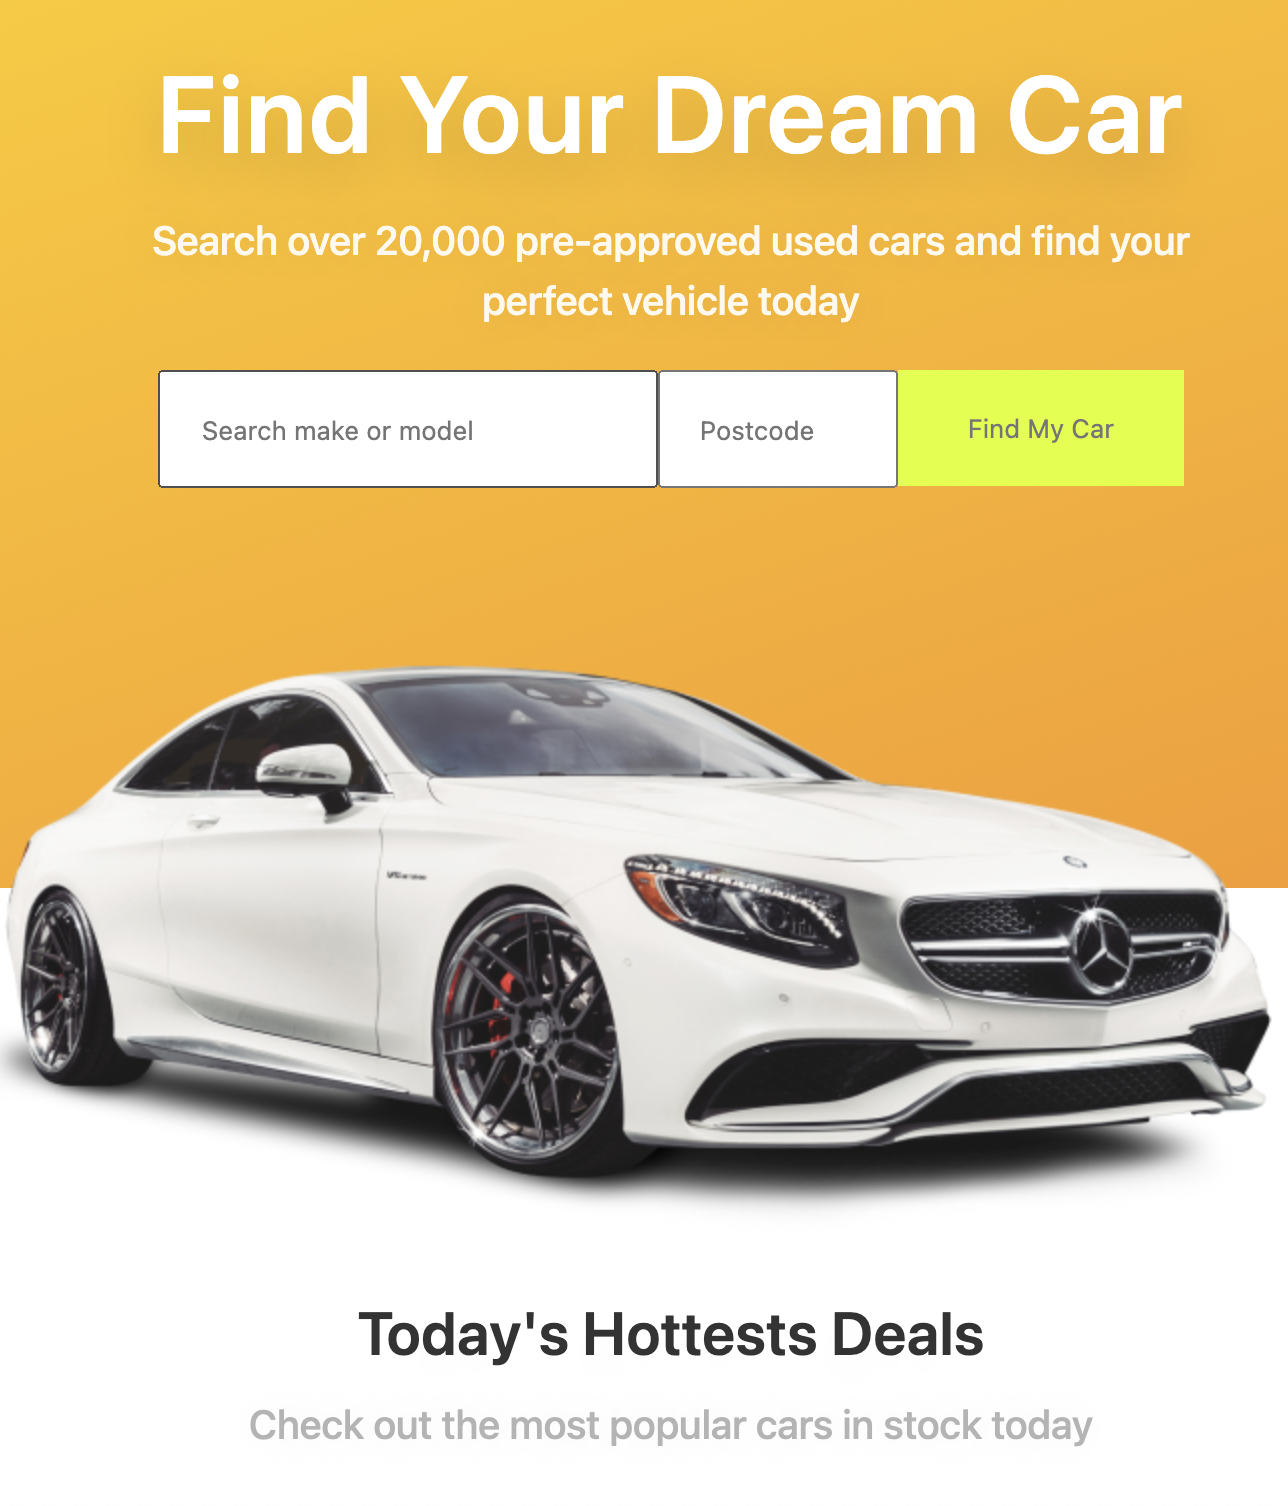 Find Your Dream Car
Search over 20,000 pre-approved used cars and find your
perfect vehicle today
Search make or model
Postcode
Find My Car
Today's Hottests Deals
Check out the most popular cars in stock today